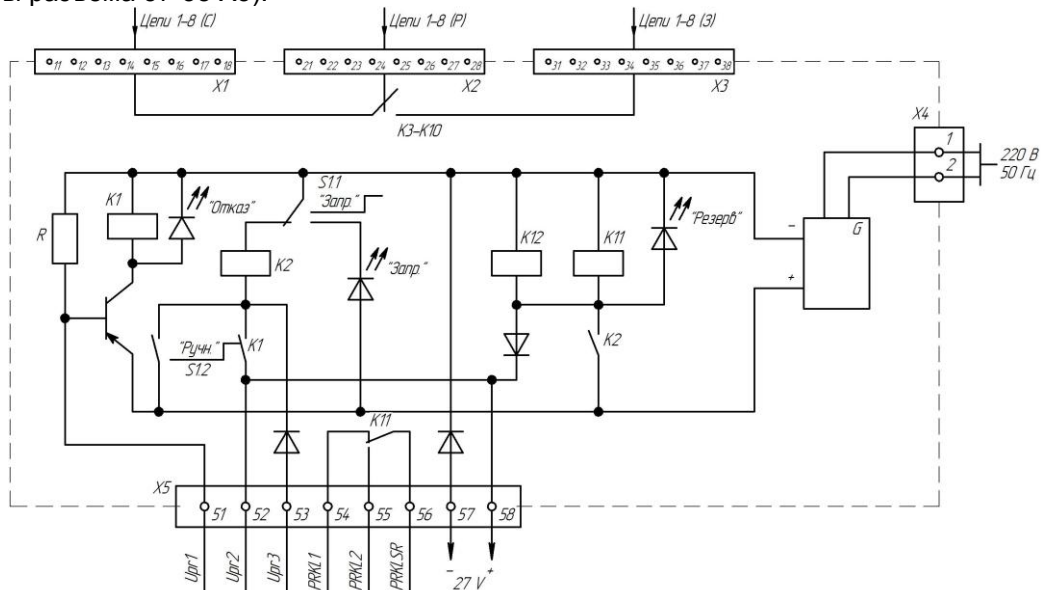 ы разъема 51-58 X5).
Цепи 1-8 (С) Цепи 1-8 (Р) Цепи 1-8 (З)
11 12 13 14 15 16 17 18 21 22 23 24 25 26 27 28 31 32 33 34 35 36 37 38
X1 X2 X3
K3-K10
X4
1
2
220 В
50 Гц
S1.1
"Запр."
K1 "Отказ" K12 K11 "Резерв"
R
K2
"Запр."
- G
+
"Ручн." K1
S1.2
K2
K11
X5
51 52 53 54 55 56 57 58
Upr1 Upr2 Upr3 PRKL1 PRKL2 PRKLSR - +
27 V